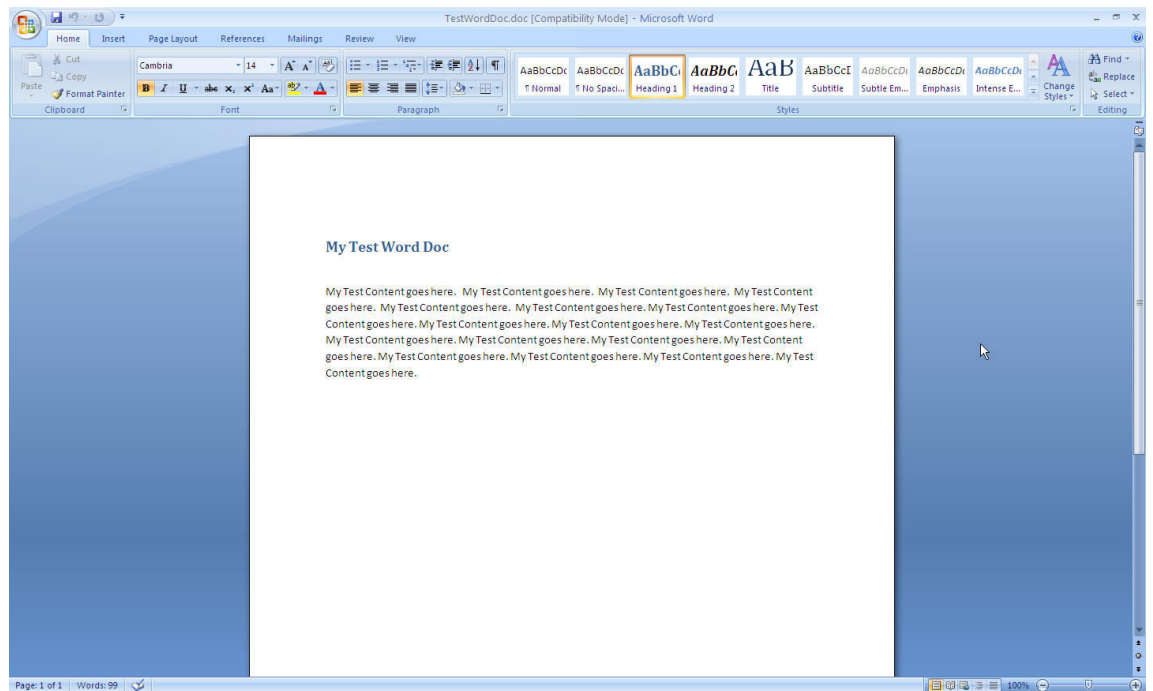 TestWordDoc.doc [Compatibility Mode] - Microsoft Word
Home Insert Page Layout References Mailings Review View
Paste
Cut
Copy
Format Painter
Clipboard
Cambria 14
B I U abc x₂ x² Aa A
Font
Paragraph
AaBbCcDc AaBbCcDc AaBbC AaBbC AaB AaBbCcI AaBbCcDc AaBbCcDc AaBbCcDc
¶ Normal ¶ No Spaci... Heading 1 Heading 2 Title Subtitle Subtle Em... Emphasis Intense E...
Change Styles
Styles
Find
Replace
Select
Editing
My Test Word Doc
My Test Content goes here. My Test Content goes here. My Test Content goes here. My Test Content
goes here. My Test Content goes here. My Test Content goes here. My Test Content goes here. My Test
Content goes here. My Test Content goes here. My Test Content goes here. My Test Content goes here.
My Test Content goes here. My Test Content goes here. My Test Content goes here. My Test Content
goes here. My Test Content goes here. My Test Content goes here. My Test Content goes here. My Test
Content goes here.
Page: 1 of 1 Words: 99 100%